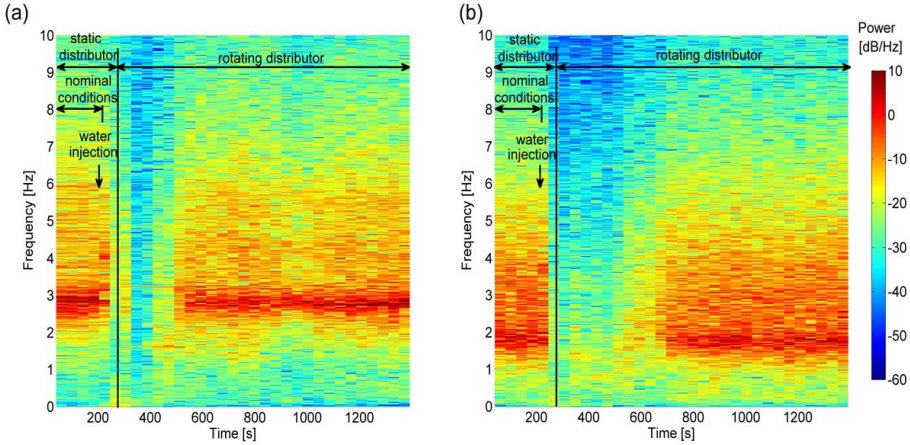 (a)
static
distributor
rotating distributor
nominal
conditions
water
injection
Frequency [Hz]
10
9
8
7
6
5
4
3
2
1
0
200 400 600 800 1000 1200
Time [s]
(b)
static
distributor
rotating distributor
nominal
conditions
water
injection
Frequency [Hz]
10
9
8
7
6
5
4
3
2
1
0
200 400 600 800 1000 1200
Time [s]
Power
[dB/Hz]
10
0
-10
-20
-30
-40
-50
-60